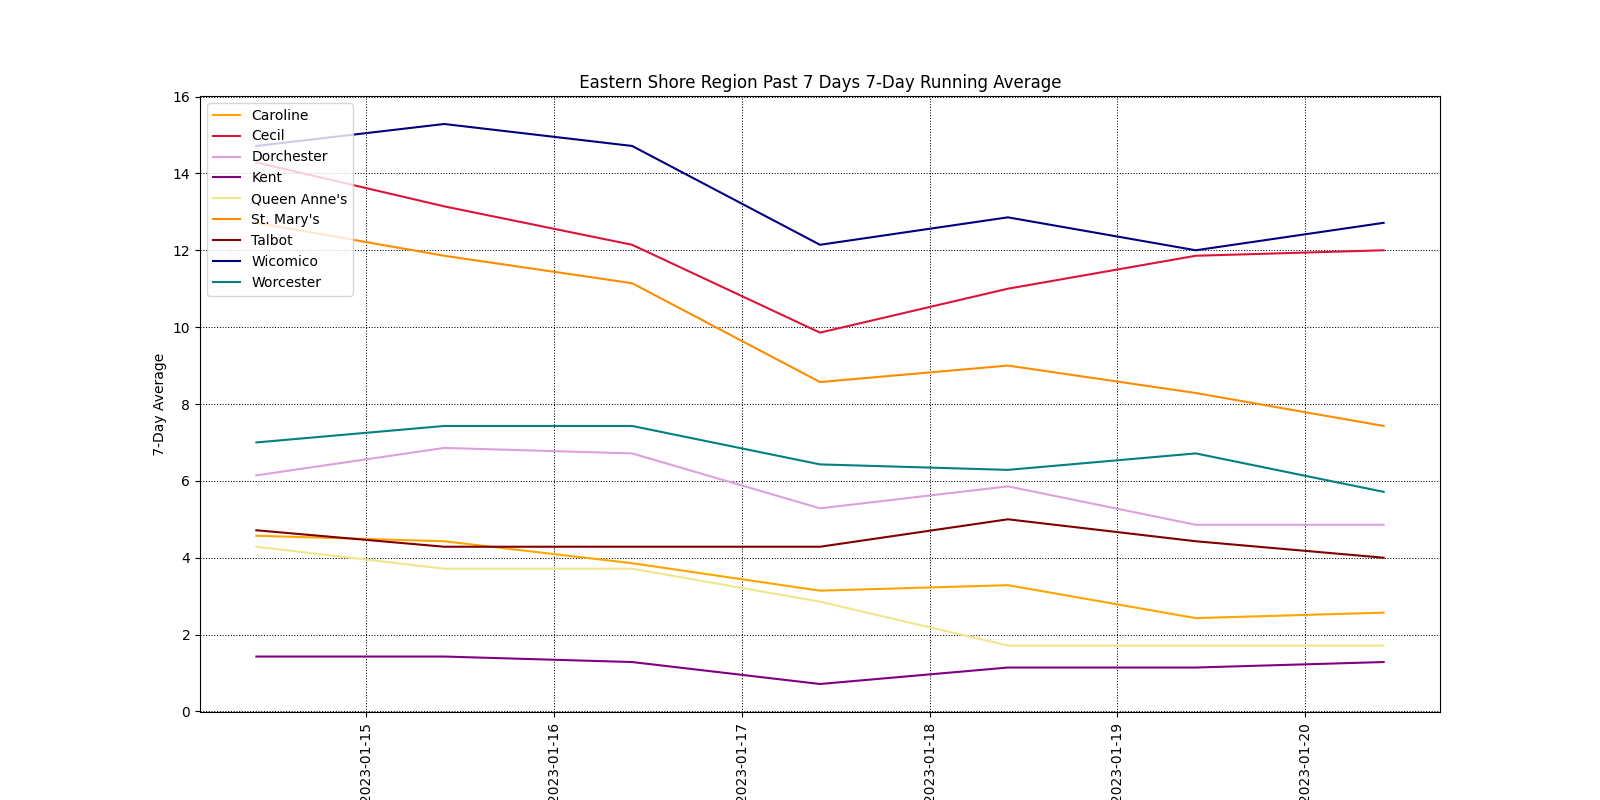 Eastern Shore Region Past 7 Days 7-Day Running Average
16
14
12
10
8
6
4
2
0
7-Day Average
Caroline
Cecil
Dorchester
Kent
Queen Anne's
St. Mary's
Talbot
Wicomico
Worcester
2023-01-15
2023-01-16
2023-01-17
2023-01-18
2023-01-19
2023-01-20